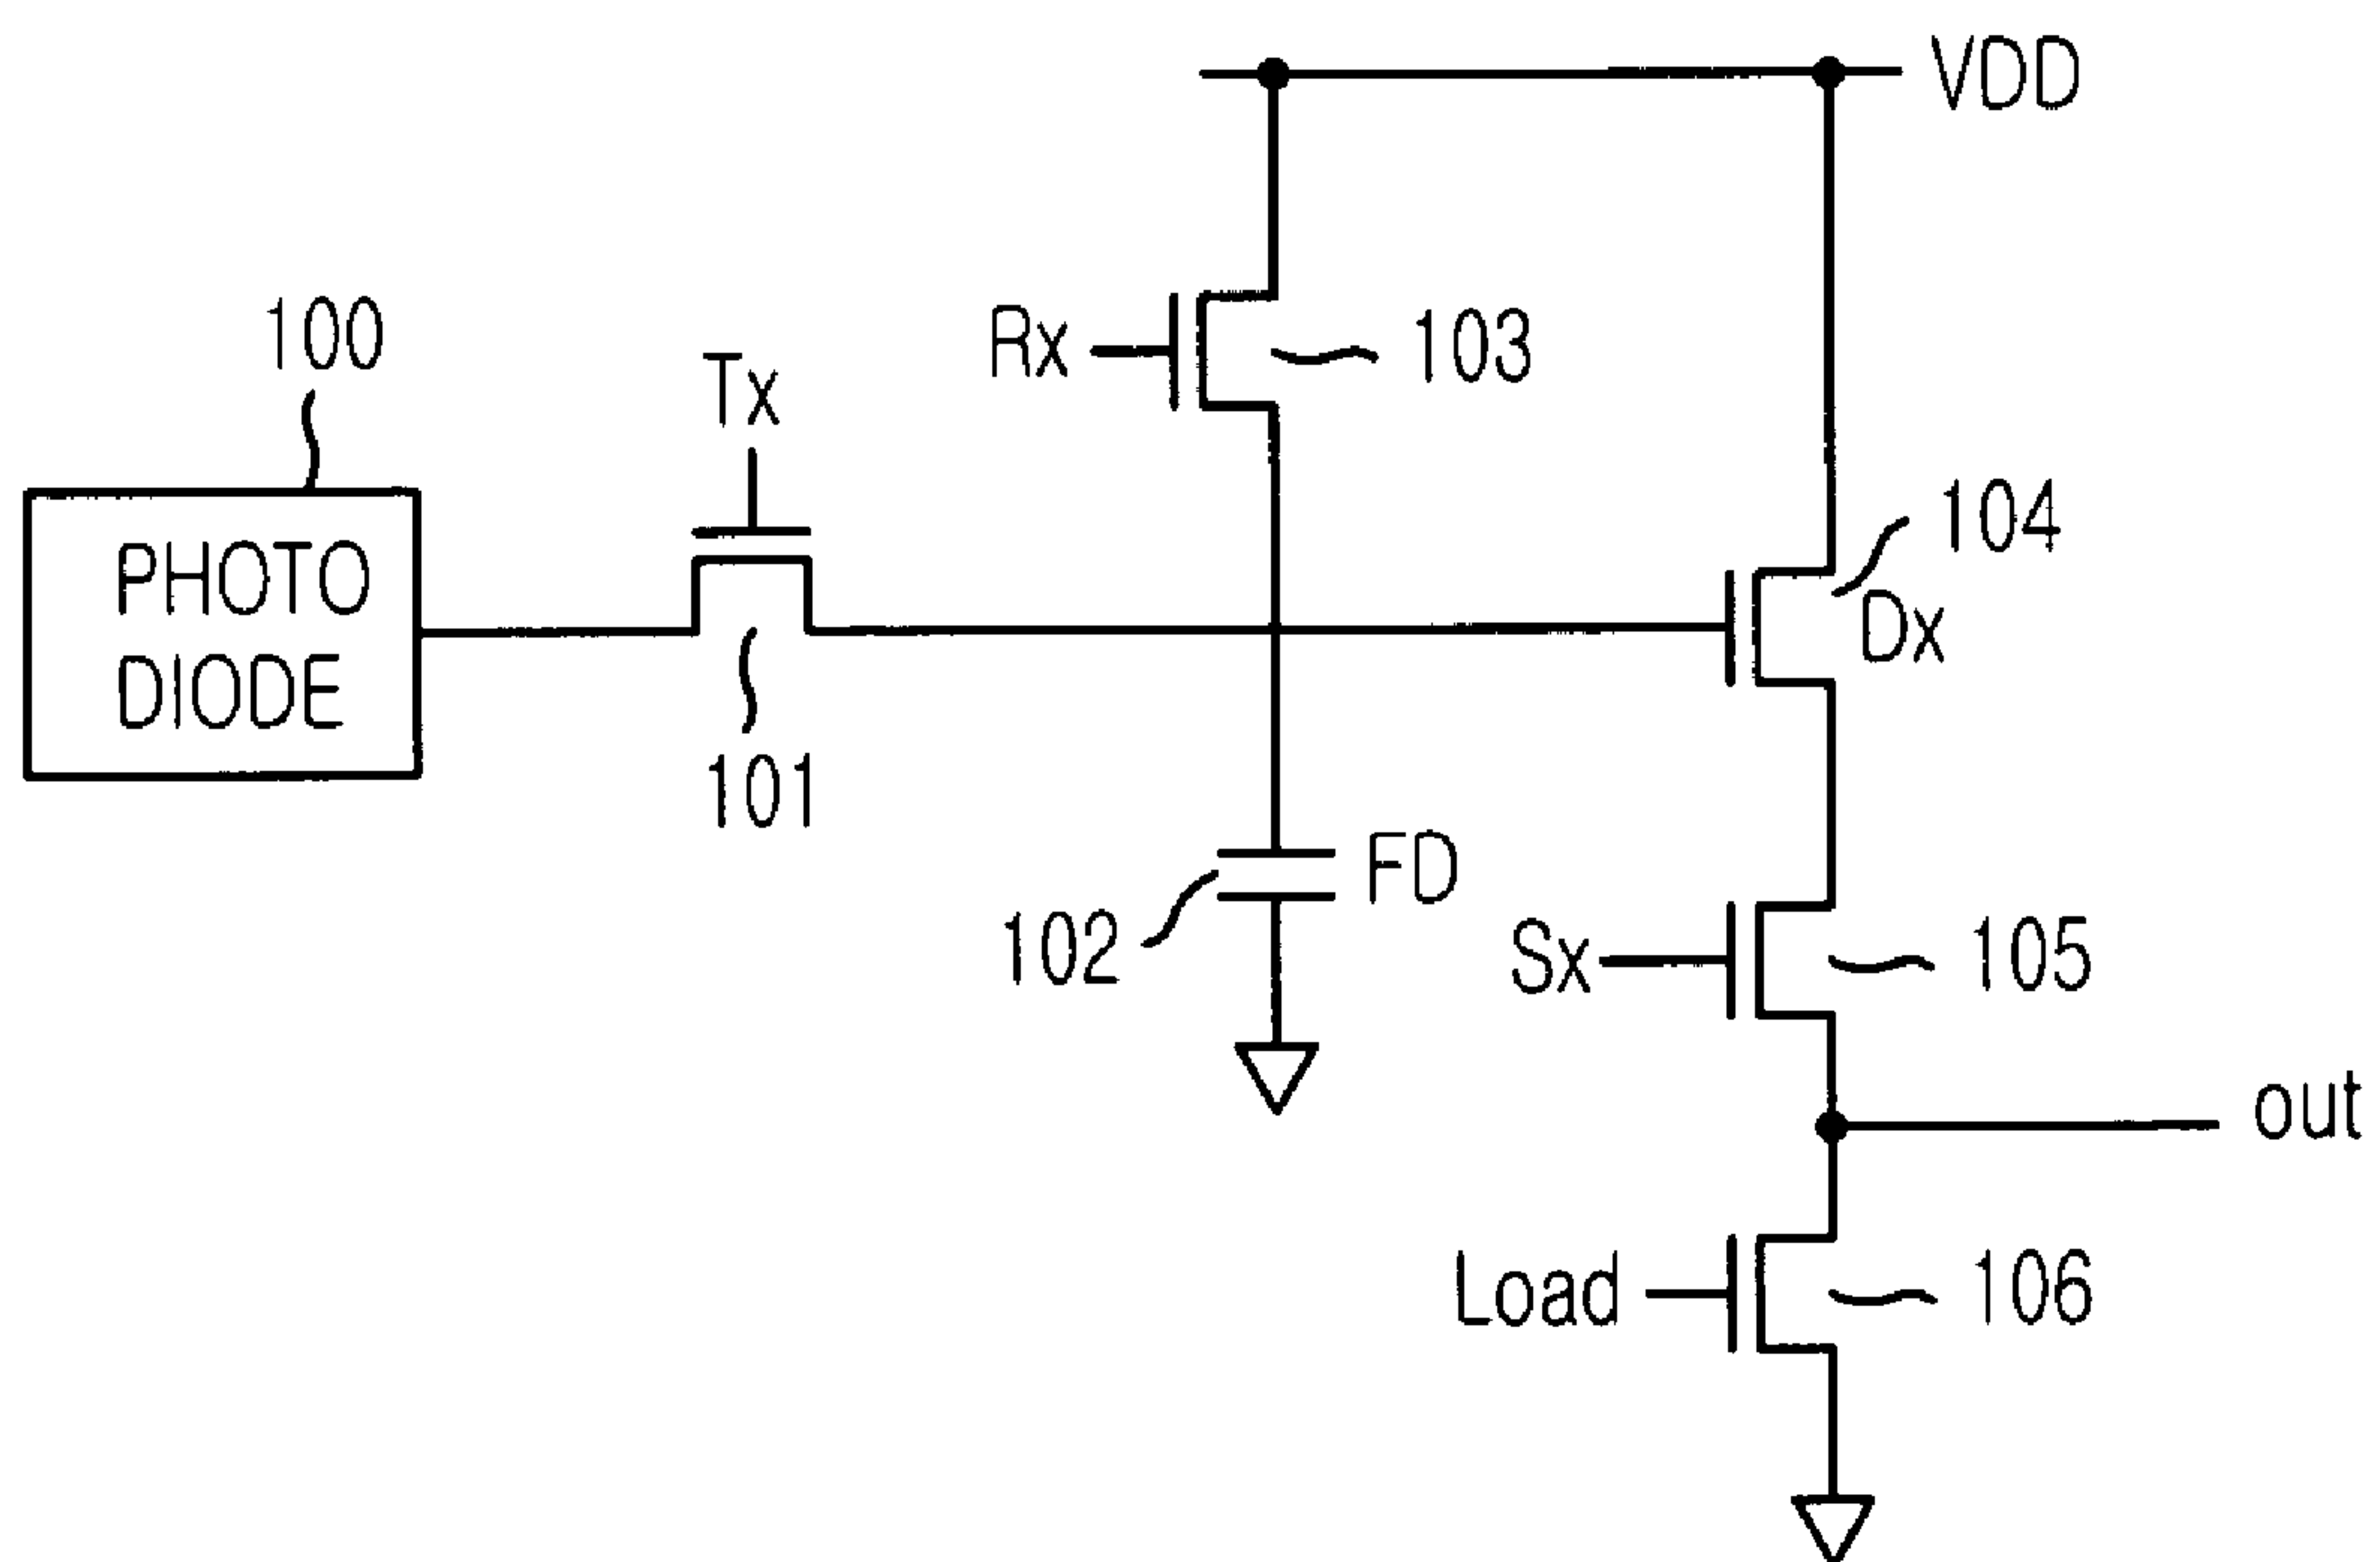 VDD
100
Rx
103
Tx
104
PHOTO
DIODE
Dx
101
FD
102
Sx
105
out
Load
106